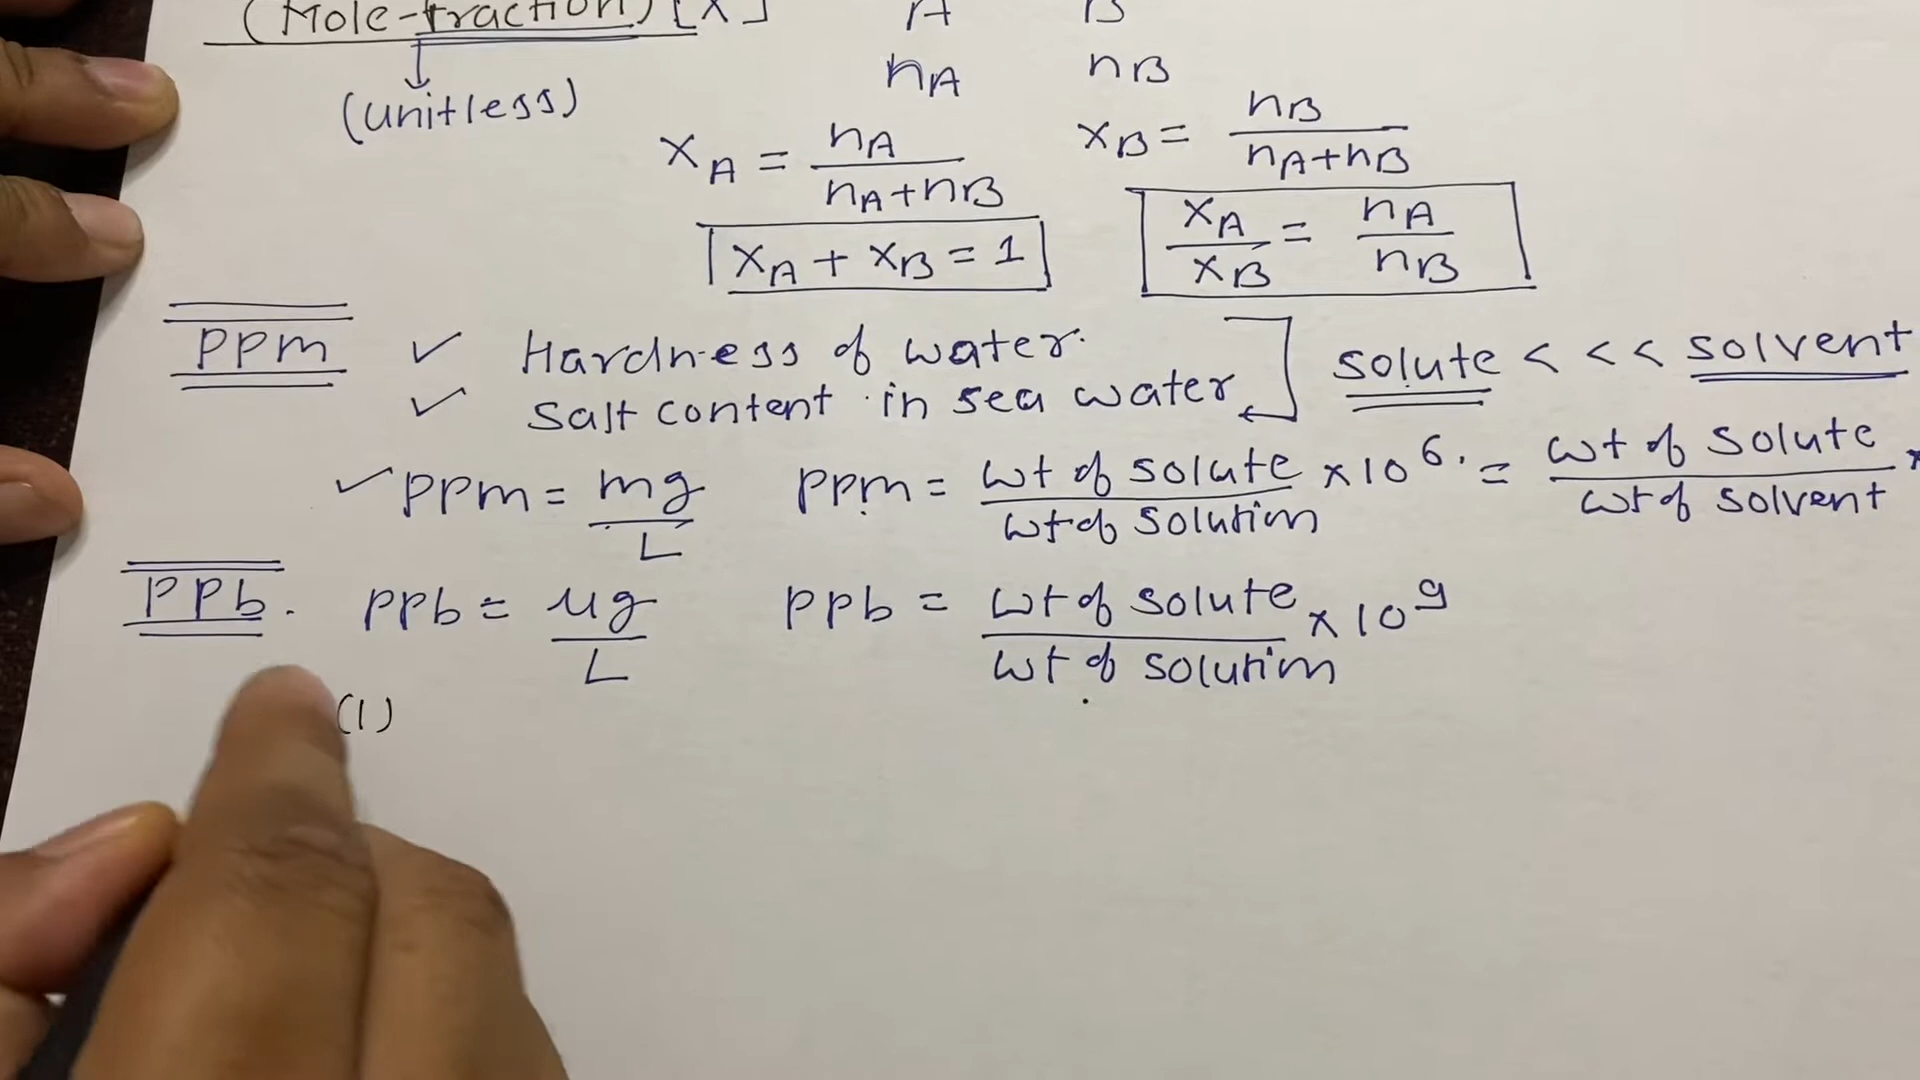 (Mole-fraction) [X] A B
(unitless) nA nB
XA = nA / nA+nB XB = nB / nA+nB
XA + XB = 1 XA / XB = nA / nB
PPm ✓ Hardness of water.
✓ Salt content in sea water solute < < < solvent
✓ PPm = mg / L PPm = wt of solute / wt of solution × 10^6. = wt of solute / wt of solvent ×
PPb. PPb = μg / L PPb = wt of solute / wt of solution × 10^9
(1)